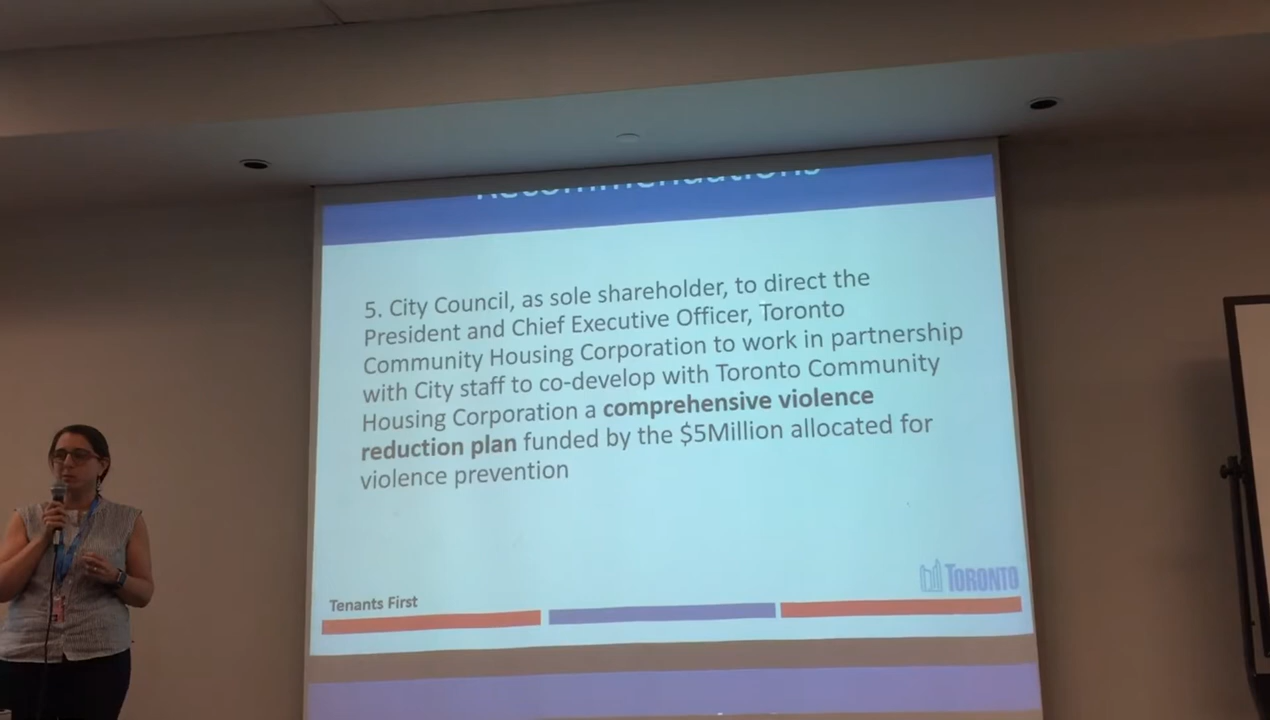 Recommendations
5. City Council, as sole shareholder, to direct the
President and Chief Executive Officer, Toronto
Community Housing Corporation to work in partnership
with City staff to co-develop with Toronto Community
Housing Corporation a comprehensive violence
reduction plan funded by the $5Million allocated for
violence prevention
Tenants First
TORONTO